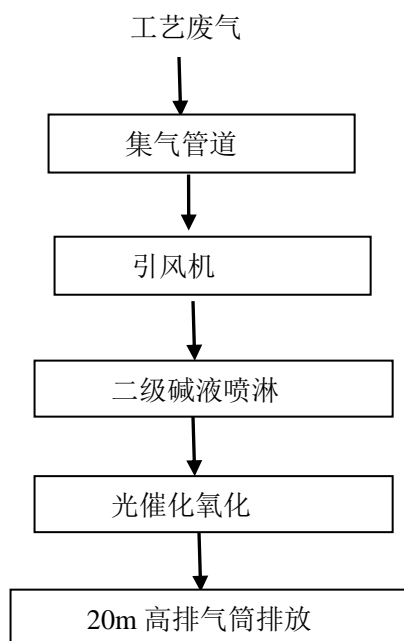 工艺废气
集气管道
引风机
二级碱液喷淋
光催化氧化
20m 高排气筒排放